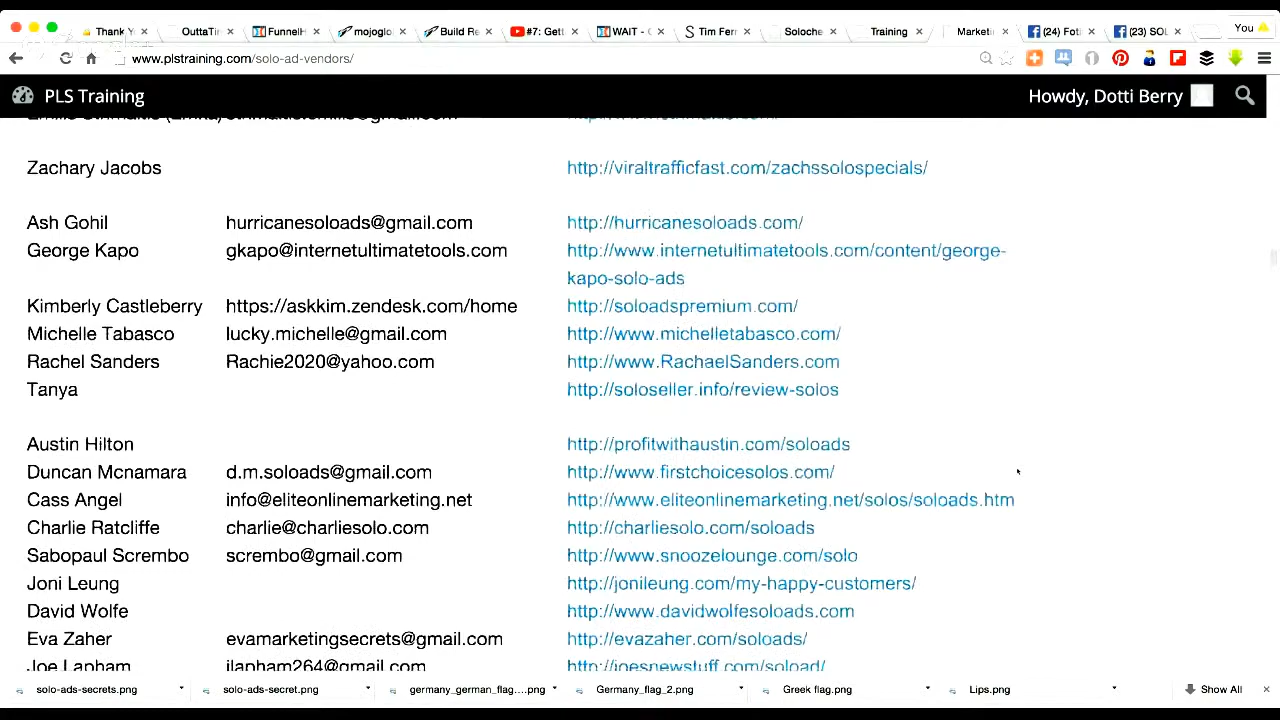 Thank Y
OuttaTi
FunnelH
mojoglo
Build Re
#7: Get
WAIT - C
S Tim Ferr
Soloche
Training
Marketi
(24) Fot
(23) SOL
You
www.plstraining.com/solo-ad-vendors/
PLS Training
Howdy, Dotti Berry
Zachary Jacobs http://viraltrafficfast.com/zachssolospecials/
Ash Gohil hurricanesoloads@gmail.com http://hurricanesoloads.com/
George Kapo gkapo@internetultimatetools.com http://www.internetultimatetools.com/content/george-
kapo-solo-ads
Kimberly Castleberry https://askkim.zendesk.com/home http://soloadspremium.com/
Michelle Tabasco lucky.michelle@gmail.com http://www.michelletabasco.com/
Rachel Sanders Rachie2020@yahoo.com http://www.RachaelSanders.com
Tanya http://soloseller.info/review-solos
Austin Hilton http://profitwithaustin.com/soloads
Duncan Mcnamara d.m.soloads@gmail.com http://www.firstchoicesolos.com/
Cass Angel info@eliteonlinemarketing.net http://www.eliteonlinemarketing.net/solos/soloads.htm
Charlie Ratcliffe charlie@charliesolo.com http://charliesolo.com/soloads
Sabopaul Scrembo scrembo@gmail.com http://www.snoozelounge.com/solo
Joni Leung http://jonileung.com/my-happy-customers/
David Wolfe http://www.davidwolfesoloads.com
Eva Zaher evamarketingsecrets@gmail.com http://evazaher.com/soloads/
Joe Lapham jlapham264@gmail.com http://joesnewstuff.com/soload/
solo-ads-secrets.png
solo-ads-secret.png
germany_german_flag....png
Germany_flag_2.png
Greek flag.png
Lips.png
Show All